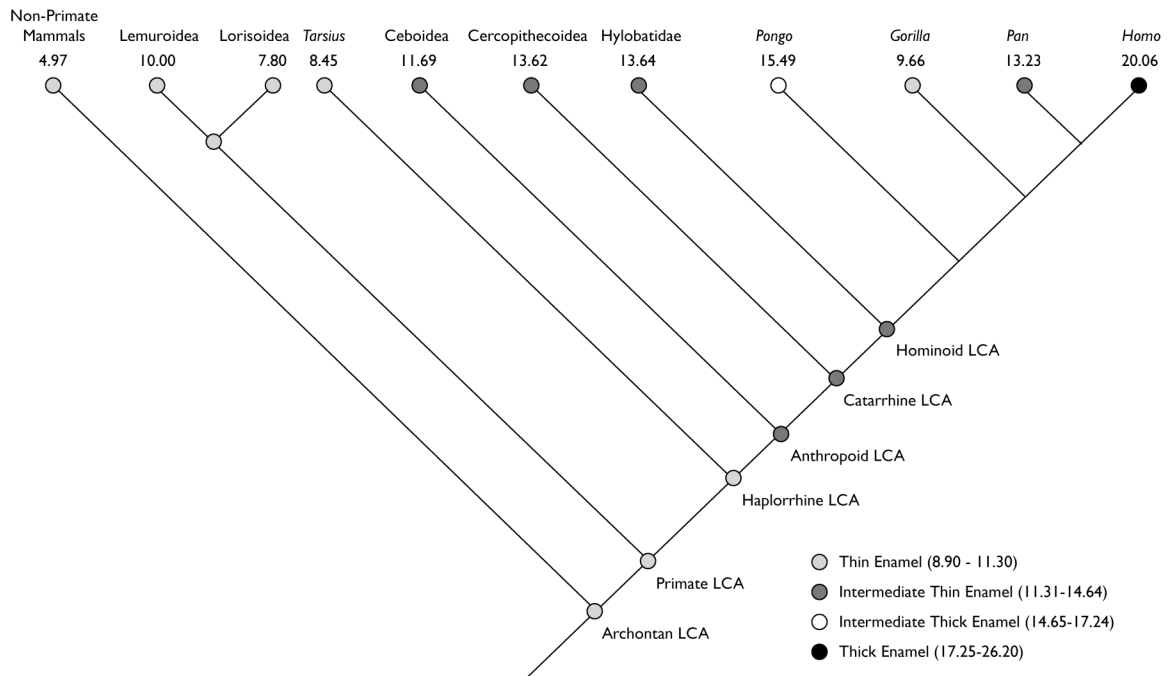 Non-Primate
Mammals Lemuroidea Lorisoidea Tarsius Ceboidea Cercopithecoidea Hylobatidae Pongo Gorilla Pan Homo
4.97 10.00 7.80 8.45 11.69 13.62 13.64 15.49 9.66 13.23 20.06
Hominoid LCA
Catarrhine LCA
Anthropoid LCA
Haplorrhine LCA
Primate LCA
Archontan LCA
Thin Enamel (8.90 - 11.30)
Intermediate Thin Enamel (11.31-14.64)
Intermediate Thick Enamel (14.65-17.24)
Thick Enamel (17.25-26.20)